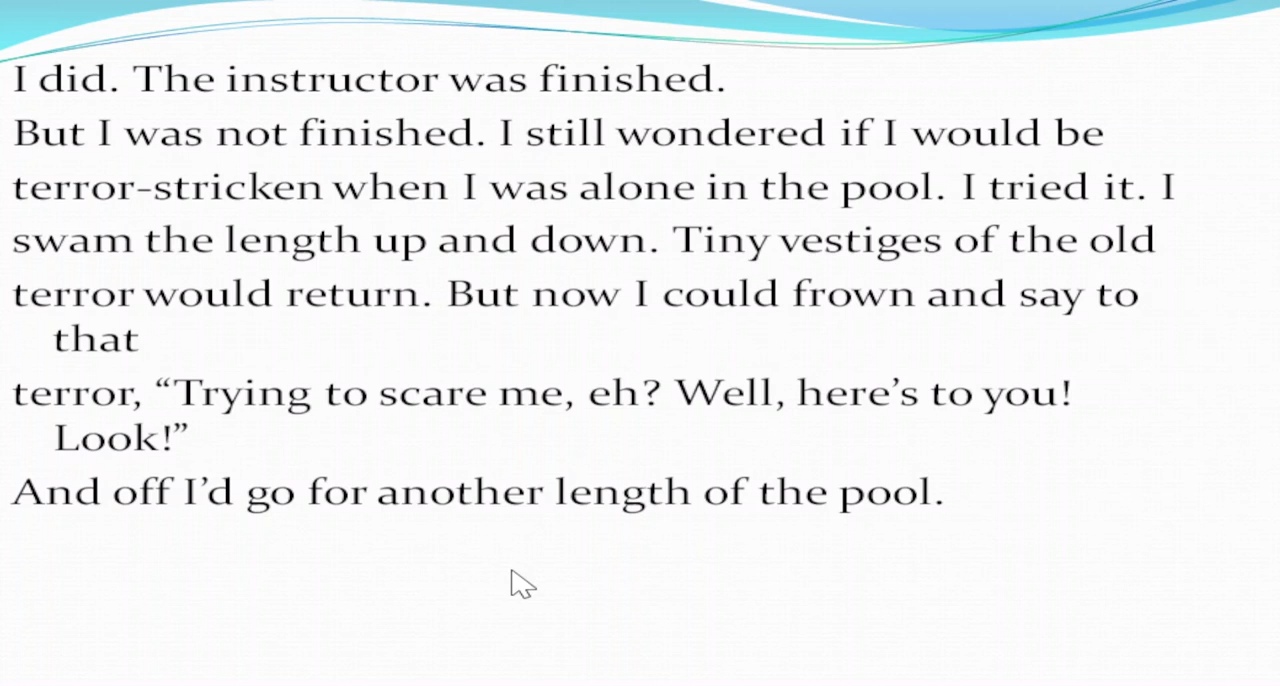 I did. The instructor was finished.
But I was not finished. I still wondered if I would be
terror-stricken when I was alone in the pool. I tried it. I
swam the length up and down. Tiny vestiges of the old
terror would return. But now I could frown and say to
that
terror, “Trying to scare me, eh? Well, here’s to you!
Look!”
And off I’d go for another length of the pool.